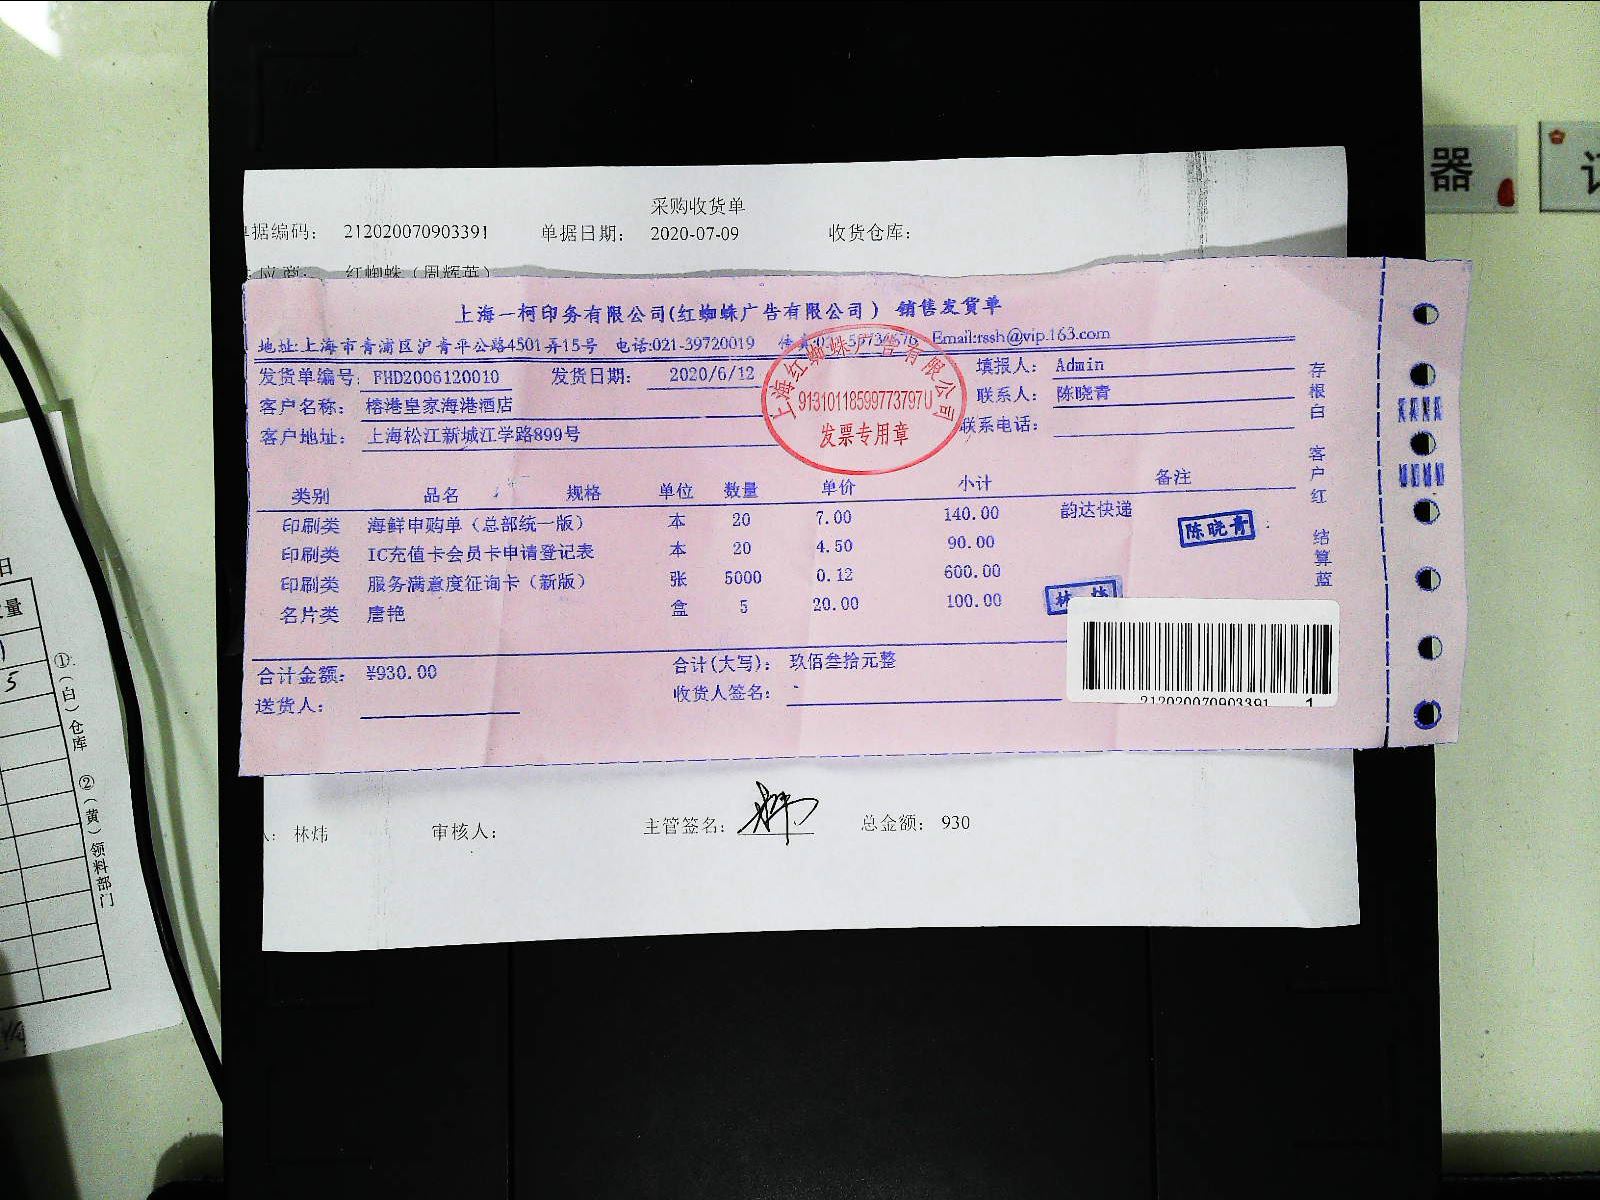 采购收货单
据编码： 212020070903391 单据日期： 2020-07-09 收货仓库：
应商： 红蜘蛛（周辉英）
上海一柯印务有限公司(红蜘蛛广告有限公司) 销售发货单
地址:上海市青浦区沪青平公路4501弄15号 电话:021-39720019 Email:rssh@vip.163.com
发货单编号: FHD2006120010 发货日期: 2020/6/12 填报人: Admin
客户名称: 榕港皇家海港酒店 联系人: 陈晓青
客户地址: 上海松江新城江学路899号 联系电话:
上海红蜘蛛广告有限公司
91310118599773797U
发票专用章
类别 品名 规格 单位 数量 单价 小计 备注
印刷类 海鲜申购单（总部统一版） 本 20 7.00 140.00 韵达快递
印刷类 IC充值卡会员卡申请登记表 本 20 4.50 90.00
印刷类 服务满意度征询卡（新版） 张 5000 0.12 600.00
名片类 唐艳 盒 5 20.00 100.00
陈晓青
合计金额: ¥930.00 合计(大写): 玖佰叁拾元整
送货人: 收货人签名:
存根白 客户红 结算蓝
212020070903391 1
林炜 审核人： 主管签名： 总金额： 930
器
日
量
5
①(白)仓库 ②(黄)领料部门